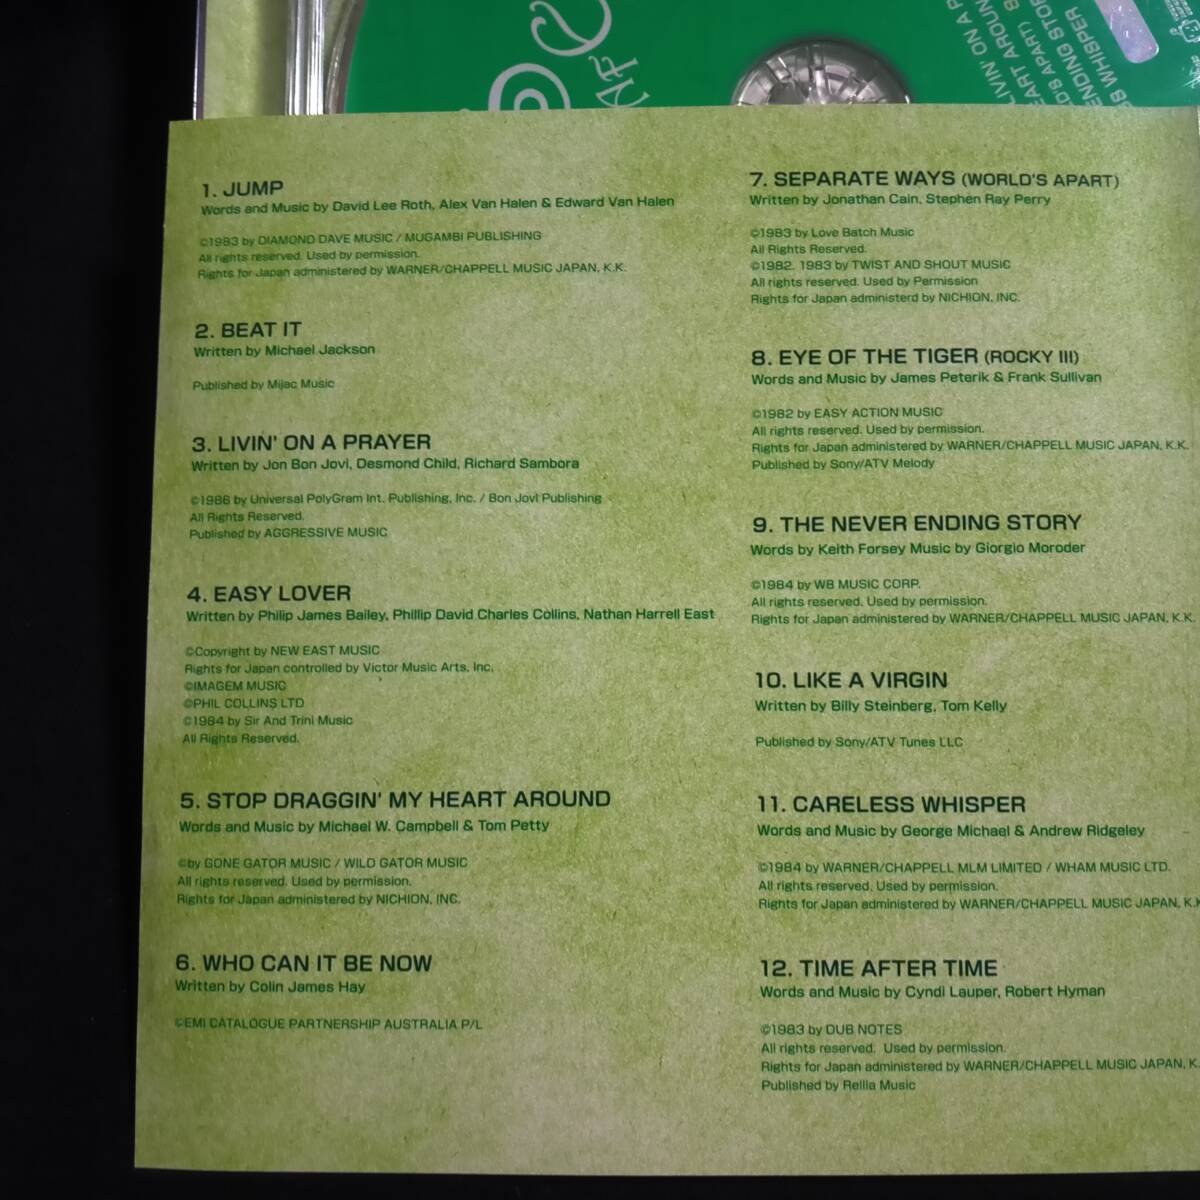 LIVIN' ON A P
EART AROUN
D'S APART) 8
ENDING STOR
SS WHISPER
1. JUMP
Words and Music by David Lee Roth, Alex Van Halen & Edward Van Halen
©1983 by DIAMOND DAVE MUSIC / MUGAMBI PUBLISHING
All rights reserved. Used by permission.
Rights for Japan administered by WARNER/CHAPPELL MUSIC JAPAN, K.K.
2. BEAT IT
Written by Michael Jackson
Published by Mijac Music
3. LIVIN' ON A PRAYER
Written by Jon Bon Jovi, Desmond Child, Richard Sambora
©1986 by Universal PolyGram Int. Publishing, Inc. / Bon Jovi Publishing
All Rights Reserved.
Published by AGGRESSIVE MUSIC
4. EASY LOVER
Written by Philip James Bailey, Phillip David Charles Collins, Nathan Harrell East
©Copyright by NEW EAST MUSIC
Rights for Japan controlled by Victor Music Arts, Inc.
©IMAGEM MUSIC
©PHIL COLLINS LTD
©1984 by Sir And Trini Music
All Rights Reserved.
5. STOP DRAGGIN' MY HEART AROUND
Words and Music by Michael W. Campbell & Tom Petty
©by GONE GATOR MUSIC / WILD GATOR MUSIC
All rights reserved. Used by permission.
Rights for Japan administered by NICHION, INC.
6. WHO CAN IT BE NOW
Written by Colin James Hay
©EMI CATALOGUE PARTNERSHIP AUSTRALIA P/L
7. SEPARATE WAYS (WORLD'S APART)
Written by Jonathan Cain, Stephen Ray Perry
©1983 by Love Batch Music
All Rights Reserved.
©1982, 1983 by TWIST AND SHOUT MUSIC
All rights reserved. Used by Permission
Rights for Japan administerd by NICHION, INC.
8. EYE OF THE TIGER (ROCKY III)
Words and Music by James Peterik & Frank Sullivan
©1982 by EASY ACTION MUSIC
All rights reserved. Used by permission.
Rights for Japan administered by WARNER/CHAPPELL MUSIC JAPAN, K.K.
Published by Sony/ATV Melody
9. THE NEVER ENDING STORY
Words by Keith Forsey Music by Giorgio Moroder
©1984 by WB MUSIC CORP.
All rights reserved. Used by permission.
Rights for Japan administered by WARNER/CHAPPELL MUSIC JAPAN, K.K.
10. LIKE A VIRGIN
Written by Billy Steinberg, Tom Kelly
Published by Sony/ATV Tunes LLC
11. CARELESS WHISPER
Words and Music by George Michael & Andrew Ridgeley
©1984 by WARNER/CHAPPELL MLM LIMITED / WHAM MUSIC LTD.
All rights reserved. Used by permission.
Rights for Japan administered by WARNER/CHAPPELL MUSIC JAPAN, K.K
12. TIME AFTER TIME
Words and Music by Cyndi Lauper, Robert Hyman
©1983 by DUB NOTES
All rights reserved. Used by permission.
Rights for Japan administered by WARNER/CHAPPELL MUSIC JAPAN, K.
Published by Rellia Music